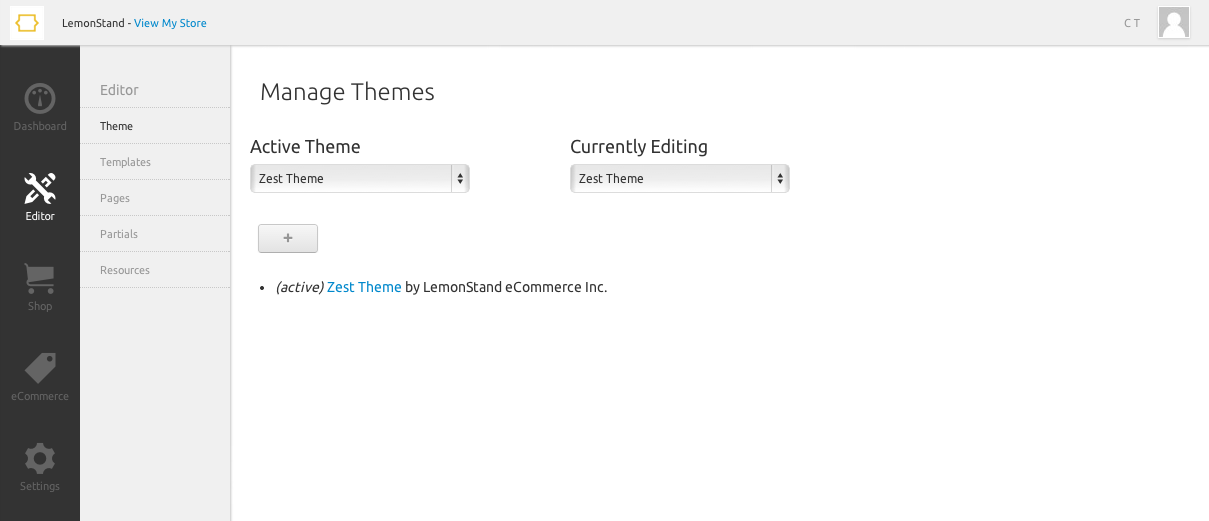 LemonStand - View My Store
C T
Dashboard
Editor
Shop
eCommerce
Settings
Editor
Theme
Templates
Pages
Partials
Resources
Manage Themes
Active Theme
Zest Theme
Currently Editing
Zest Theme
+
• (active) Zest Theme by LemonStand eCommerce Inc.